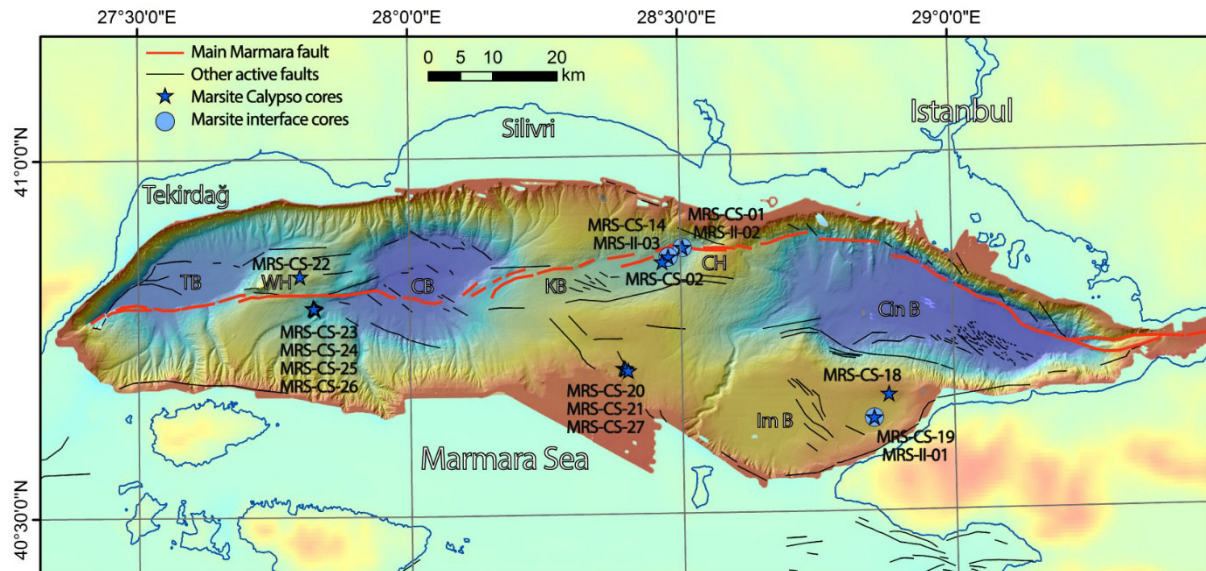 27°30'0"E
28°0'0"E
28°30'0"E
29°0'0"E
Main Marmara fault
Other active faults
Marsite Calypso cores
Marsite interface cores
0 5 10 20
km
Istanbul
Silivri
41°0'0"N
Tekirdağ
MRS-CS-14
MRS-II-03
MRS-CS-01
MRS-II-02
CH
MRS-CS-02
TB
MRS-CS-22
WH
CB
KB
Cin B
MRS-CS-23
MRS-CS-24
MRS-CS-25
MRS-CS-26
MRS-CS-20
MRS-CS-21
MRS-CS-27
MRS-CS-18
Im B
MRS-CS-19
MRS-II-01
Marmara Sea
40°30'0"N